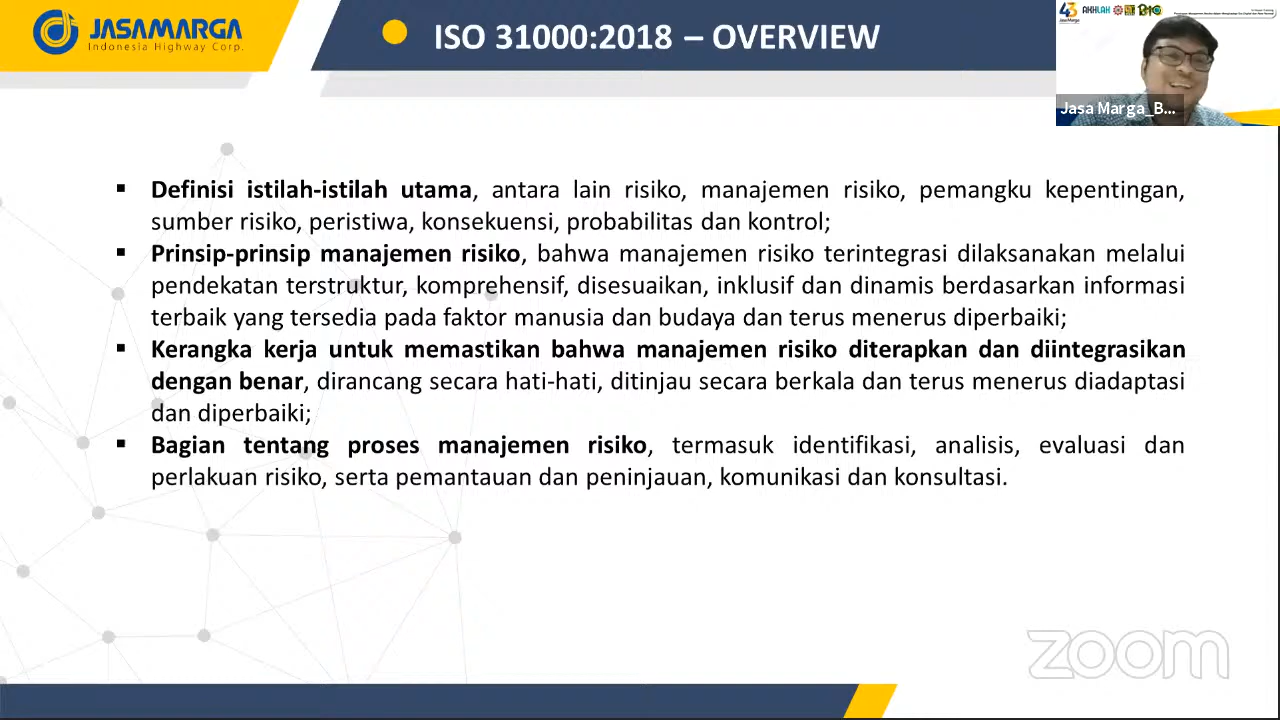 JASAMARGA
Indonesia Highway Corp.
ISO 31000:2018 – OVERVIEW
43
AKHLAK
Jasa Marga_B...
▪ Definisi istilah-istilah utama, antara lain risiko, manajemen risiko, pemangku kepentingan,
sumber risiko, peristiwa, konsekuensi, probabilitas dan kontrol;
▪ Prinsip-prinsip manajemen risiko, bahwa manajemen risiko terintegrasi dilaksanakan melalui
pendekatan terstruktur, komprehensif, disesuaikan, inklusif dan dinamis berdasarkan informasi
terbaik yang tersedia pada faktor manusia dan budaya dan terus menerus diperbaiki;
▪ Kerangka kerja untuk memastikan bahwa manajemen risiko diterapkan dan diintegrasikan
dengan benar, dirancang secara hati-hati, ditinjau secara berkala dan terus menerus diadaptasi
dan diperbaiki;
▪ Bagian tentang proses manajemen risiko, termasuk identifikasi, analisis, evaluasi dan
perlakuan risiko, serta pemantauan dan peninjauan, komunikasi dan konsultasi.
zoom